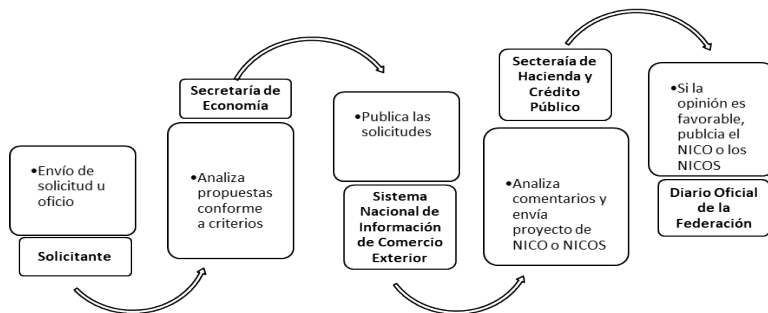 •Envío de
solicitud u
oficio
Solicitante
Secretaría de
Economía
•Analiza
propuestas
conforme
a criterios
•Publica las
solicitudes
Sistema
Nacional de
Información
de Comercio
Exterior
Secteraía de
Hacienda y
Crédito
Público
•Analiza
comentarios y
envía
proyecto de
NICO o NICOS
•Si la
opinión es
favorable,
publcia el
NICO o los
NICOS
Diario Oficial
de la
Federación